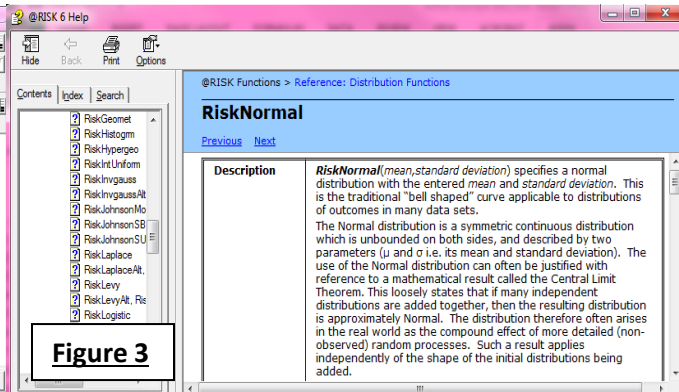 @RISK 6 Help
Hide
Back
Print
Options
Contents
Index
Search
RiskGeomet
RiskHistogrm
RiskHypergeo
RiskIntUniform
RiskInvgauss
RiskInvgaussAlt
RiskJohnsonMo
RiskJohnsonSB
RiskJohnsonSU
RiskLaplace
RiskLaplaceAlt,
RiskLevy
RiskLevyAlt, Ris
RiskLogistic
Figure 3
@RISK Functions > Reference: Distribution Functions
RiskNormal
Previous Next
Description
RiskNormal(mean,standard deviation) specifies a normal
distribution with the entered mean and standard deviation. This
is the traditional "bell shaped" curve applicable to distributions
of outcomes in many data sets.
The Normal distribution is a symmetric continuous distribution
which is unbounded on both sides, and described by two
parameters (μ and σ i.e. its mean and standard deviation). The
use of the Normal distribution can often be justified with
reference to a mathematical result called the Central Limit
Theorem. This loosely states that if many independent
distributions are added together, then the resulting distribution
is approximately Normal. The distribution therefore often arises
in the real world as the compound effect of more detailed (non-
observed) random processes. Such a result applies
independently of the shape of the initial distributions being
added.